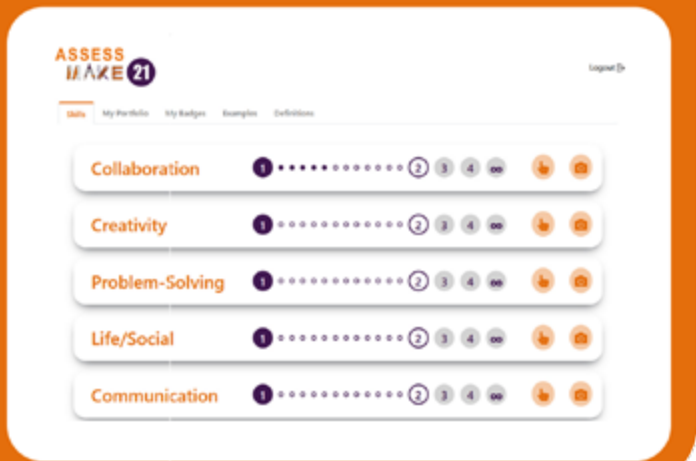 ASSESS
MAKE 21
Logout
Skills My Portfolio My Badges Examples Definitions
Collaboration 1 2 3 4 ∞
Creativity 1 2 3 4 ∞
Problem-Solving 1 2 3 4 ∞
Life/Social 1 2 3 4 ∞
Communication 1 2 3 4 ∞